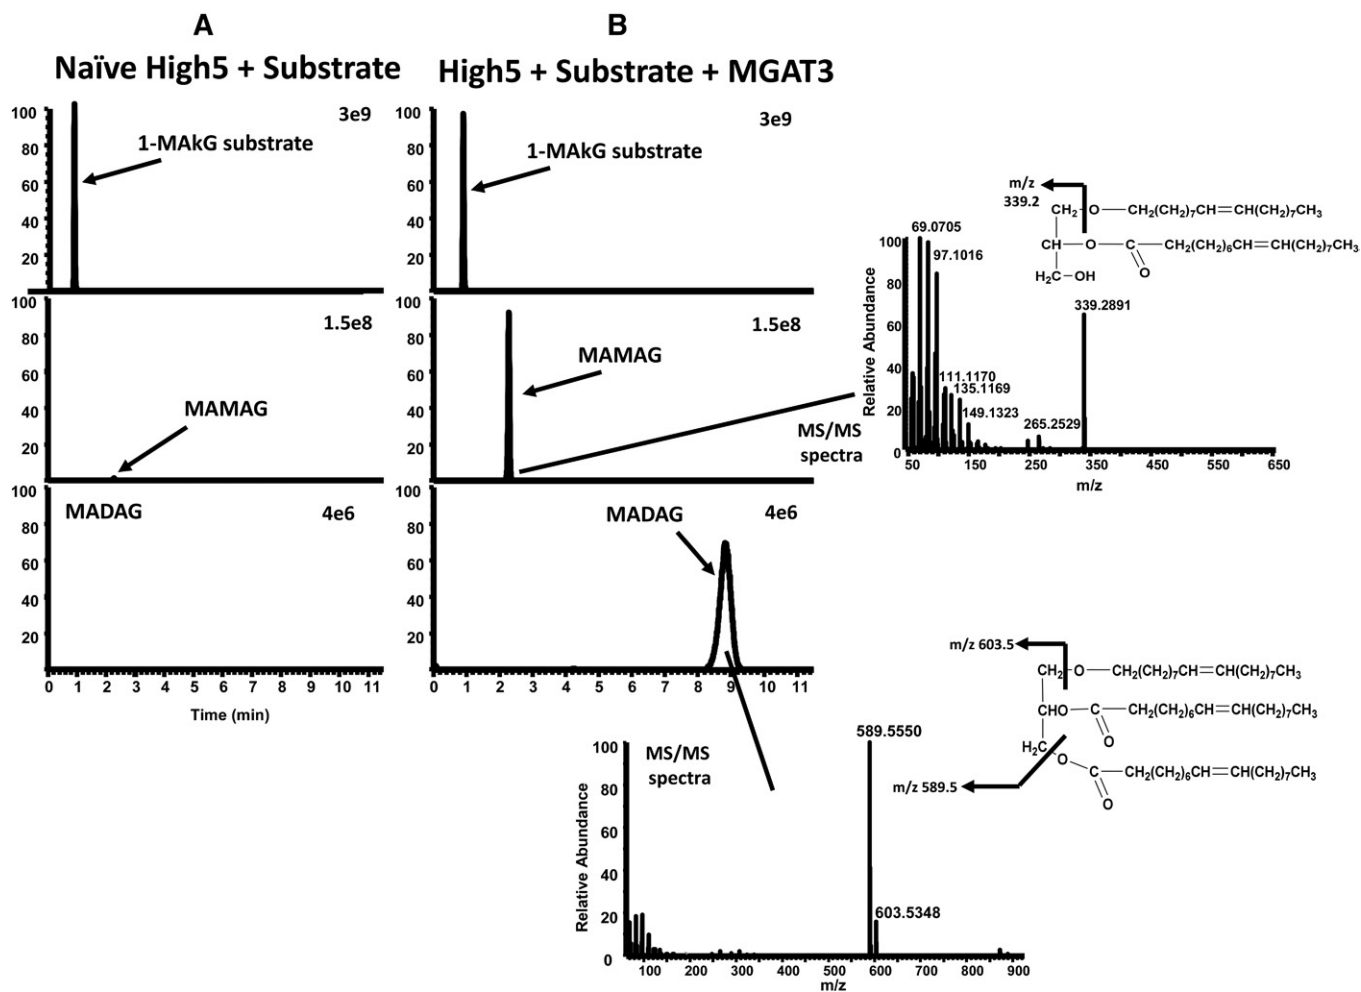 A
B
Naïve High5 + Substrate
High5 + Substrate + MGAT3
100
80
60
40
20
3e9
1-MAkG substrate
100
80
60
40
20
3e9
1-MAkG substrate
100
80
60
40
20
1.5e8
MAMAG
100
80
60
40
20
1.5e8
MAMAG
MS/MS
spectra
100
80
60
40
20
MADAG
4e6
0 1 2 3 4 5 6 7 8 9 10 11
Time (min)
100
80
60
40
20
MADAG
4e6
0 1 2 3 4 5 6 7 8 9 10 11
m/z
339.2
CH2 O CH2(CH2)7CH=CH(CH2)7CH3
CH O C CH2(CH2)6CH=CH(CH2)7CH3
O
H2C OH
Relative Abundance
100
80
60
40
20
0
69.0705
97.1016
339.2891
111.1170
135.1169
149.1323
265.2529
50 150 250 350 450 550 650
m/z
m/z 603.5
CH2 O CH2(CH2)7CH=CH(CH2)7CH3
CHO C CH2(CH2)6CH=CH(CH2)7CH3
O
H2C
O C CH2(CH2)6CH=CH(CH2)7CH3
O
m/z 589.5
MS/MS
spectra
Relative Abundance
100
80
60
40
20
0
589.5550
603.5348
100 200 300 400 500 600 700 800 900
m/z